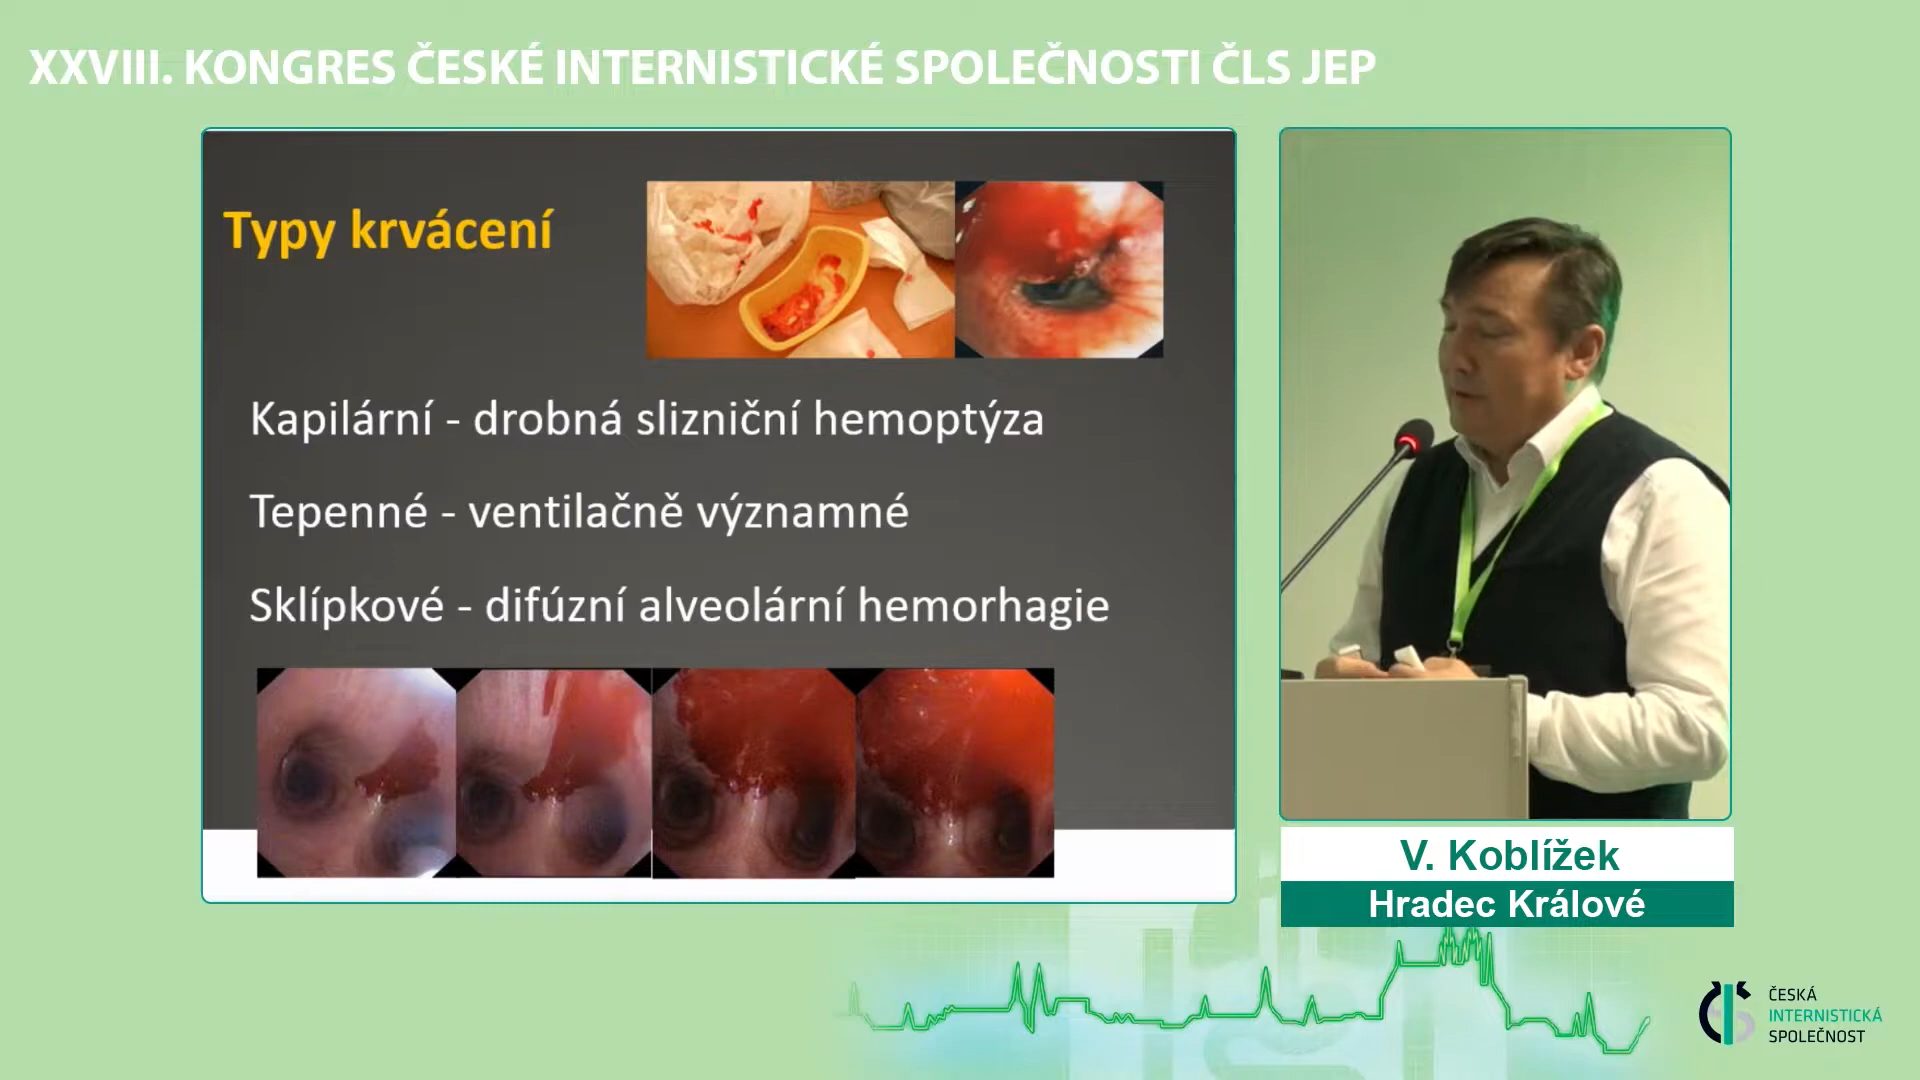 XXVIII. KONGRES ČESKÉ INTERNISTICKÉ SPOLEČNOSTI ČLS JEP
Typy krvácení
Kapilární - drobná slizniční hemoptýza
Tepenné - ventilačně významné
Sklípkové - difúzní alveolární hemorhagie
V. Koblížek
Hradec Králové
ČESKÁ
INTERNISTICKÁ
SPOLEČNOST